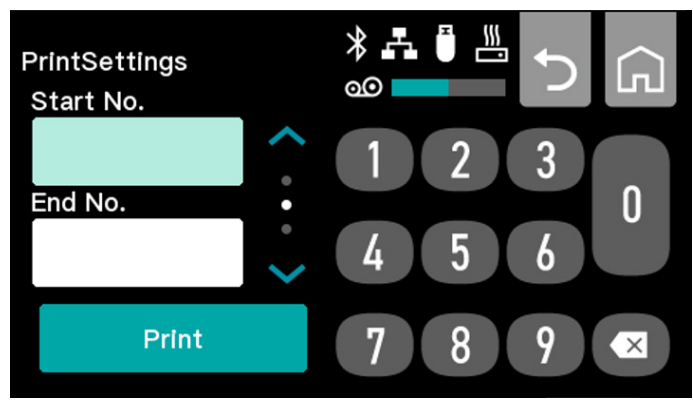 PrintSettings
Start No.
End No.
Print
1 2 3
0
4 5 6
7 8 9